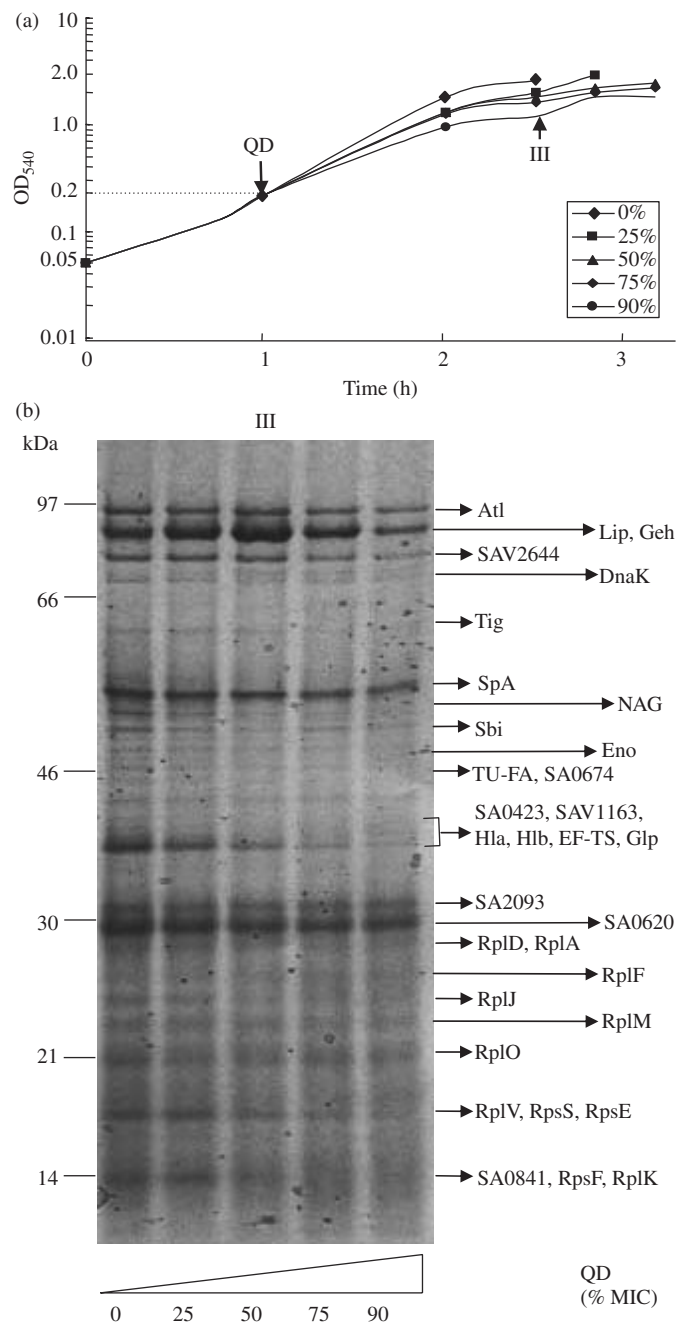 (a)
10
2.0
1.0
0.2
0.1
0.05
0.01
OD540
QD
III
0%
25%
50%
75%
90%
0 1 2 3
Time (h)
(b)
III
kDa
97
66
46
30
21
14
Atl
Lip, Geh
SAV2644
DnaK
Tig
SpA
NAG
Sbi
Eno
TU-FA, SA0674
SA0423, SAV1163,
Hla, Hlb, EF-TS, Glp
SA2093
SA0620
RplD, RplA
RplF
RplJ
RplM
RplO
RplV, RpsS, RpsE
SA0841, RpsF, RplK
0 25 50 75 90
QD
(% MIC)